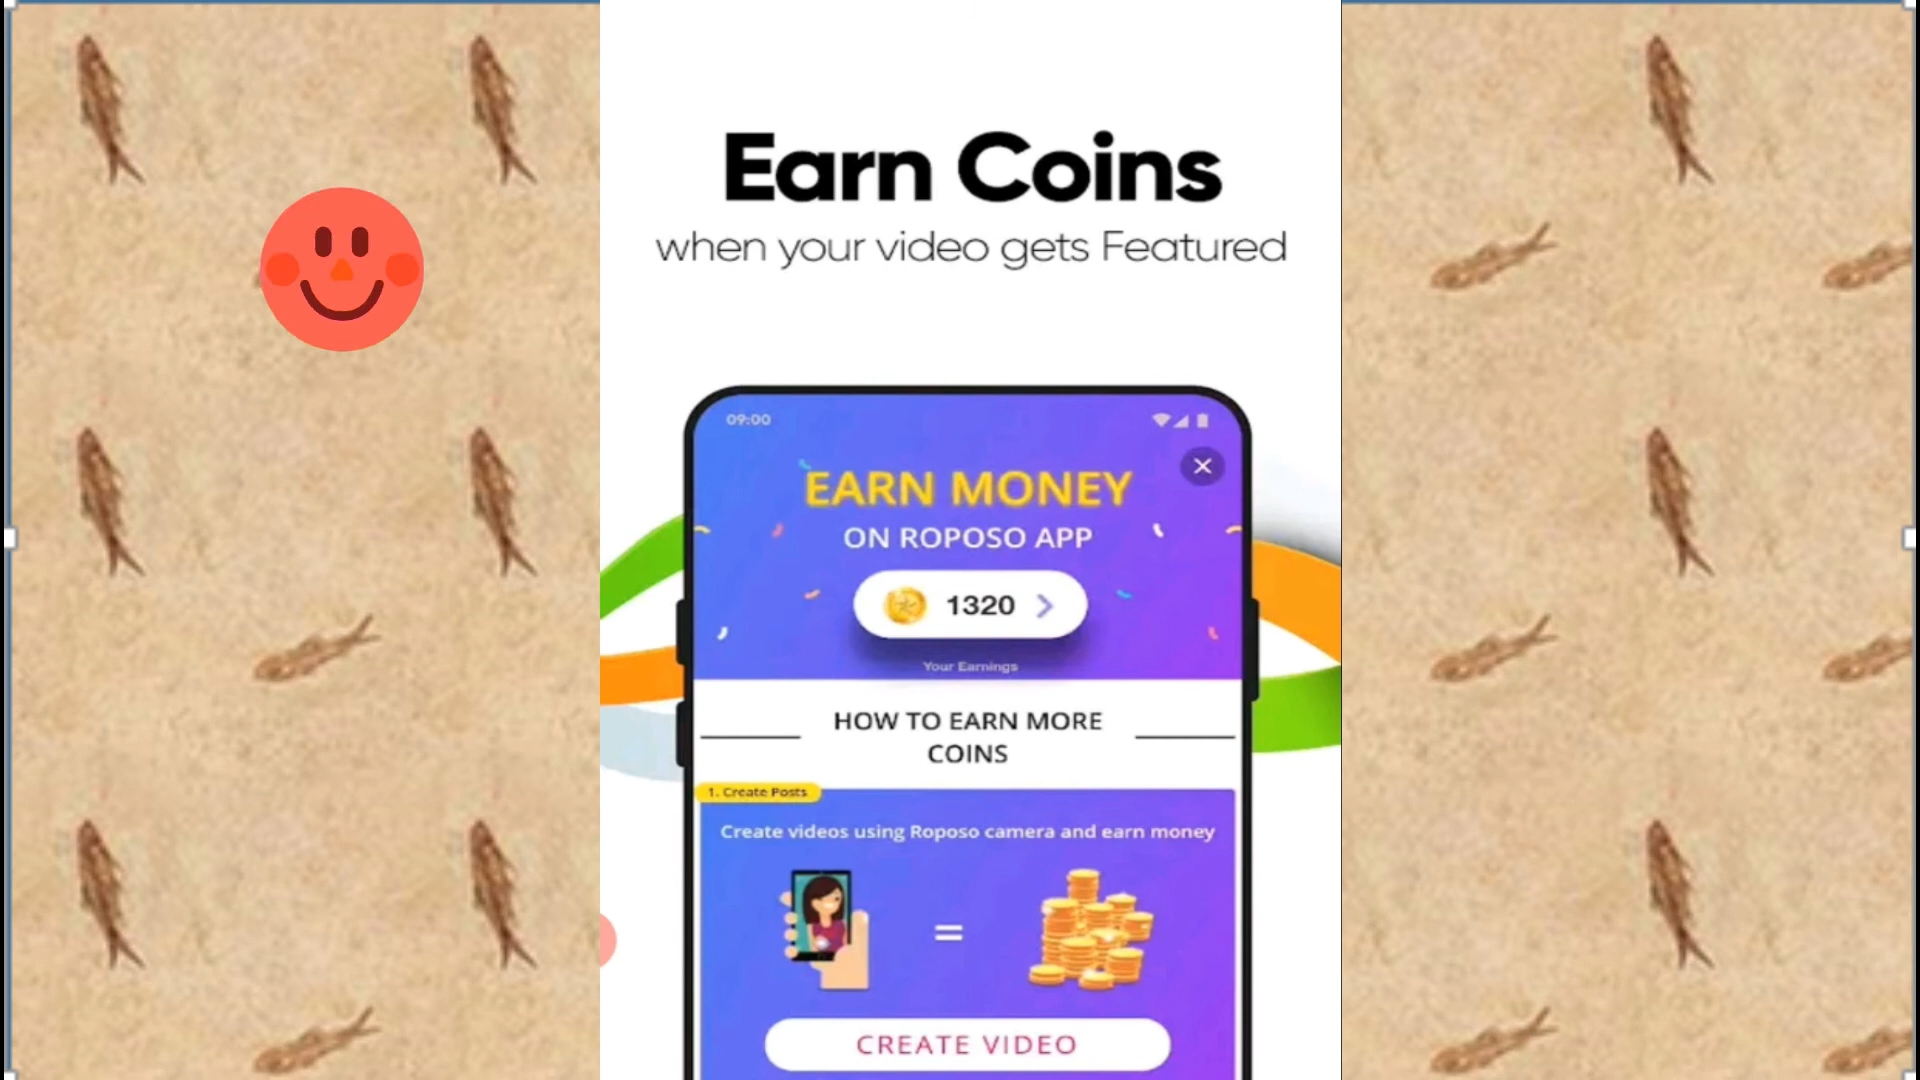 Earn Coins
when your video gets Featured
09:00
EARN MONEY
ON ROPOSO APP
1320
Your Earnings
HOW TO EARN MORE
COINS
1. Create Posts
Create videos using Roposo camera and earn money
=
CREATE VIDEO